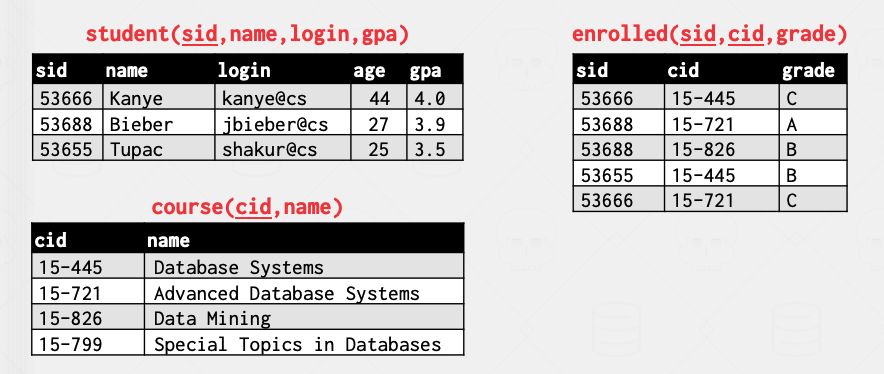 student(sid,name,login,gpa)
sid name login age gpa
53666 Kanye kanye@cs 44 4.0
53688 Bieber jbieber@cs 27 3.9
53655 Tupac shakur@cs 25 3.5
enrolled(sid,cid,grade)
sid cid grade
53666 15-445 C
53688 15-721 A
53688 15-826 B
53655 15-445 B
53666 15-721 C
course(cid,name)
cid name
15-445 Database Systems
15-721 Advanced Database Systems
15-826 Data Mining
15-799 Special Topics in Databases